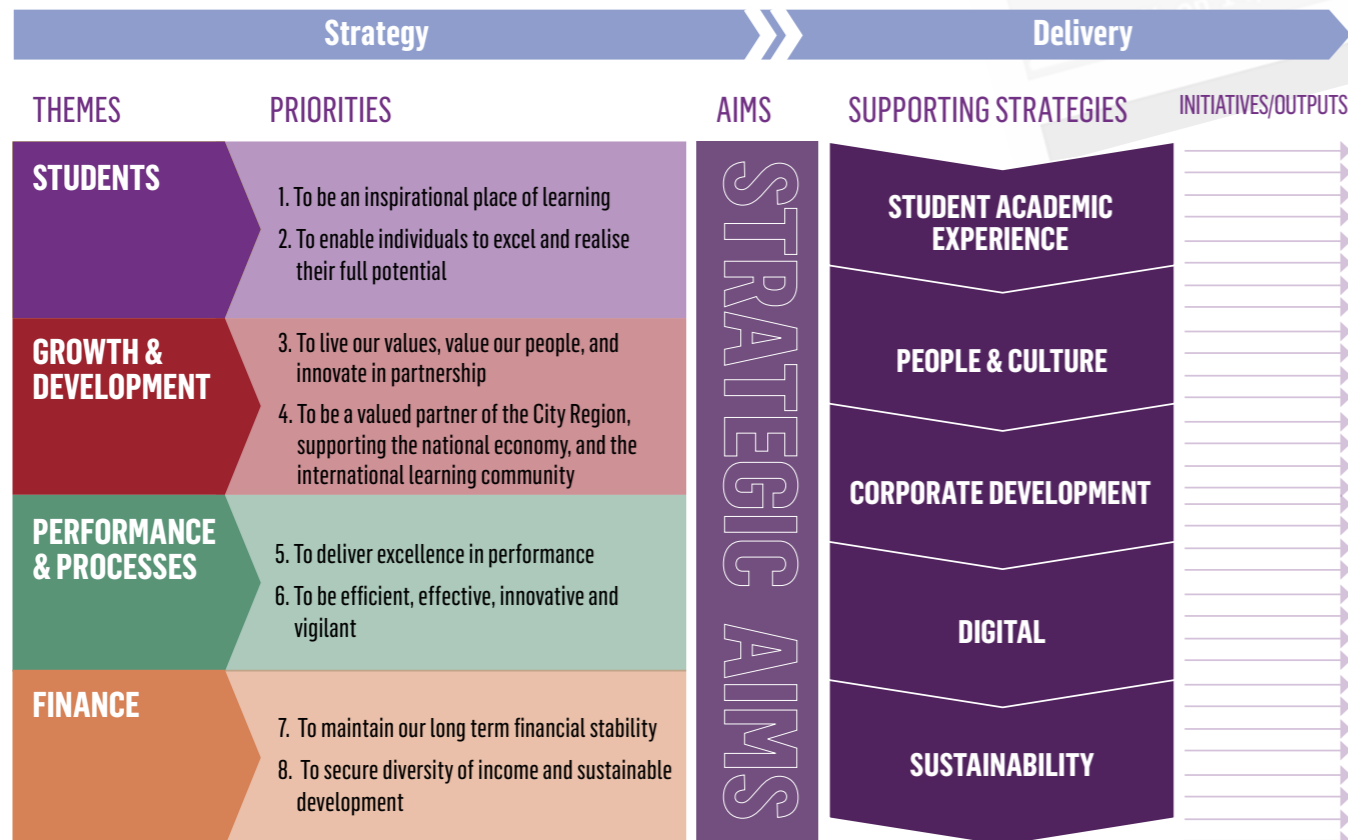 Strategy
Delivery
THEMES
PRIORITIES
AIMS
SUPPORTING STRATEGIES
INITIATIVES/OUTPUTS
STUDENTS
1. To be an inspirational place of learning
2. To enable individuals to excel and realise
their full potential
GROWTH &
DEVELOPMENT
3. To live our values, value our people, and
innovate in partnership
4. To be a valued partner of the City Region,
supporting the national economy, and the
international learning community
PERFORMANCE
& PROCESSES
5. To deliver excellence in performance
6. To be efficient, effective, innovative and
vigilant
FINANCE
7. To maintain our long term financial stability
8. To secure diversity of income and sustainable
development
STRATEGIC AIMS
STUDENT ACADEMIC
EXPERIENCE
PEOPLE & CULTURE
CORPORATE DEVELOPMENT
DIGITAL
SUSTAINABILITY